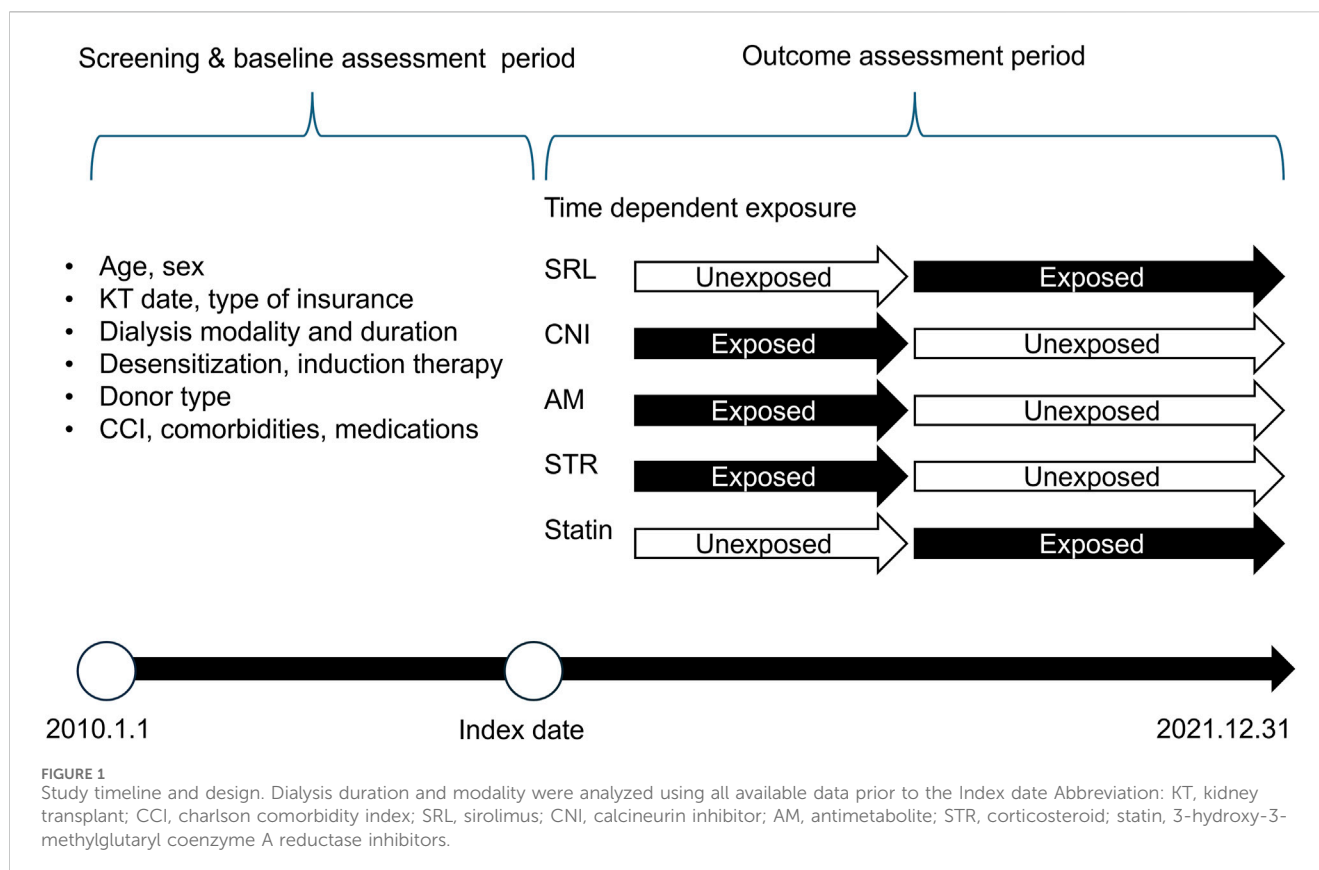 Screening & baseline assessment period
Outcome assessment period
Time dependent exposure
• Age, sex
• KT date, type of insurance
• Dialysis modality and duration
• Desensitization, induction therapy
• Donor type
• CCI, comorbidities, medications
SRL Unexposed Exposed
CNI Exposed Unexposed
AM Exposed Unexposed
STR Exposed Unexposed
Statin Unexposed Exposed
2010.1.1 Index date 2021.12.31
FIGURE 1
Study timeline and design. Dialysis duration and modality were analyzed using all available data prior to the Index date Abbreviation: KT, kidney
transplant; CCI, charlson comorbidity index; SRL, sirolimus; CNI, calcineurin inhibitor; AM, antimetabolite; STR, corticosteroid; statin, 3-hydroxy-3-
methylglutaryl coenzyme A reductase inhibitors.